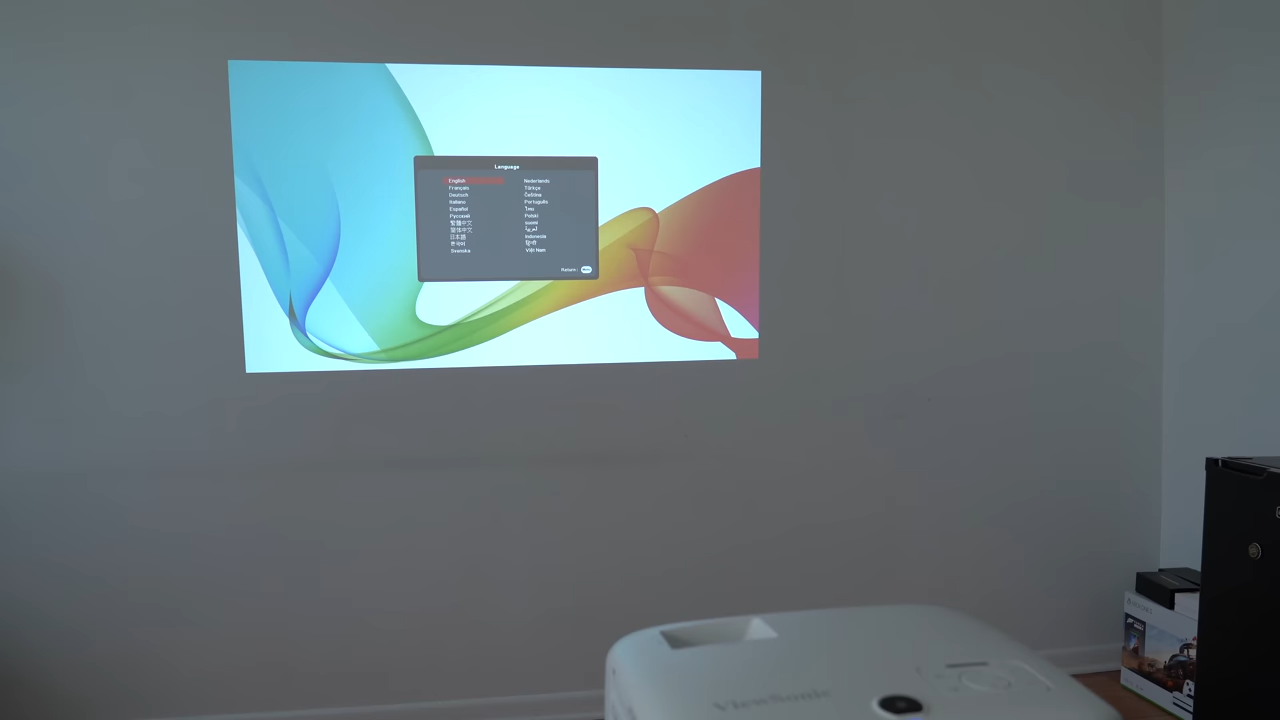 Language
English
Français
Deutsch
Italiano
Español
Русский
繁體中文
简体中文
日本語
한국어
Svenska
Nederlands
Türkçe
Čeština
Português
ไทย
Polski
suomi
العربية
Indonesia
हिन्दी
Việt Nam
Return
ViewSonic